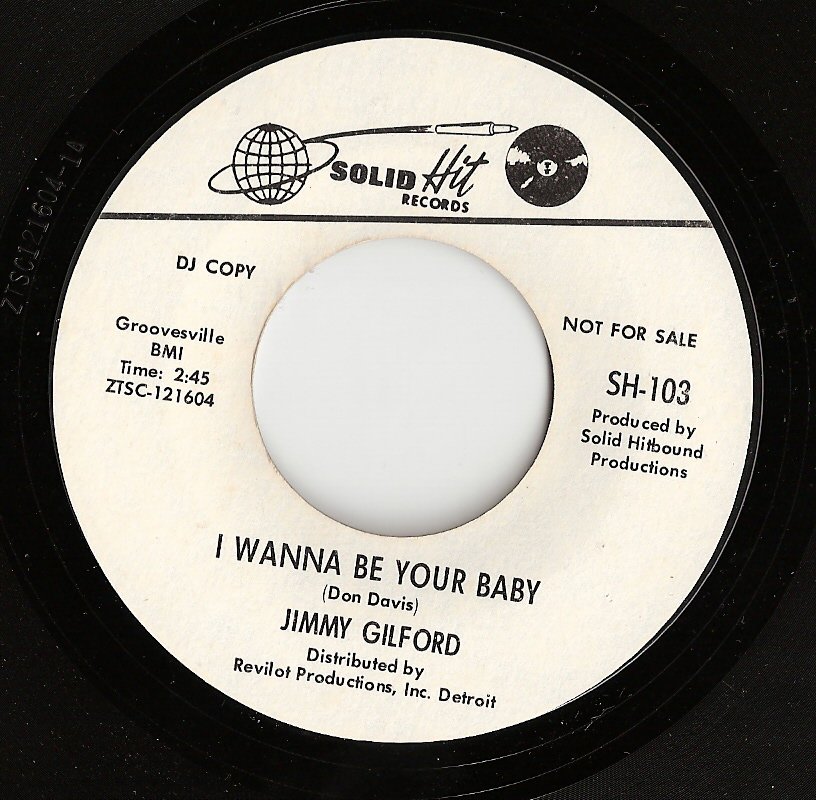 SOLID Hit
RECORDS
DJ COPY
NOT FOR SALE
Groovesville
BMI
Time: 2:45
ZTSC-121604
SH-103
Produced by
Solid Hitbound
Productions
I WANNA BE YOUR BABY
(Don Davis)
JIMMY GILFORD
Distributed by
Revilot Productions, Inc. Detroit
ZTSC121604-1A